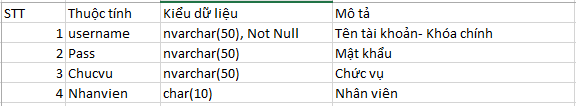 STT Thuộc tính Kiểu dữ liệu Mô tả
1 username nvarchar(50), Not Null Tên tài khoản- Khóa chính
2 Pass nvarchar(50) Mật khẩu
3 Chucvu nvarchar(50) Chức vụ
4 Nhanvien char(10) Nhân viên